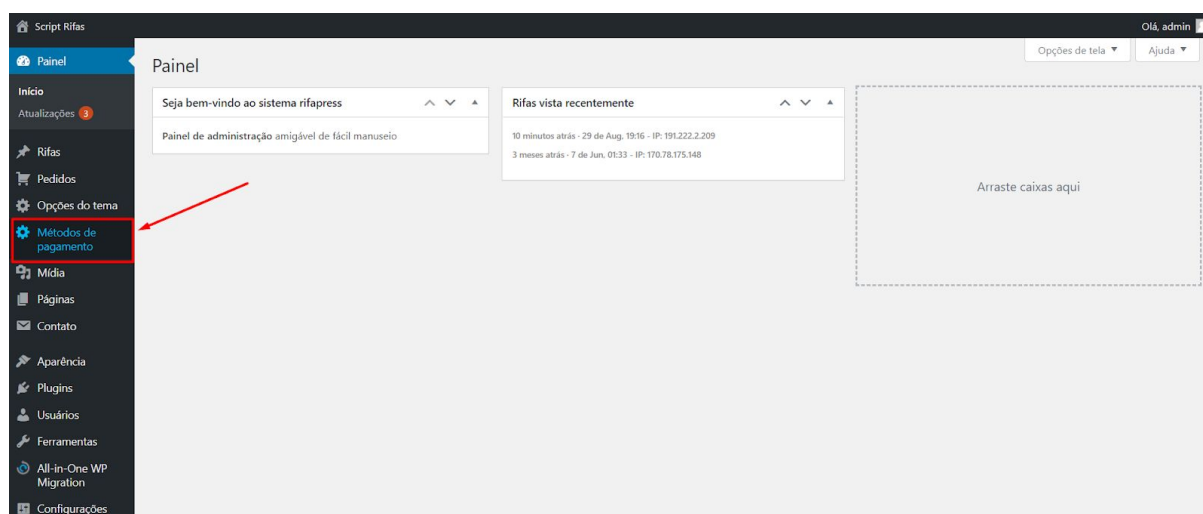 Script Rifas
Olá, admin
Painel
Início
Atualizações 3
Rifas
Pedidos
Opções do tema
Métodos de
pagamento
Mídia
Páginas
Contato
Aparência
Plugins
Usuários
Ferramentas
All-in-One WP
Migration
Configurações
Opções de tela
Ajuda
Painel
Seja bem-vindo ao sistema rifapress
Painel de administração amigável de fácil manuseio
Rifas vista recentemente
10 minutos atrás - 29 de Aug, 19:16 - IP: 191.222.2.209
3 meses atrás - 7 de Jun, 01:33 - IP: 170.78.175.148
Arraste caixas aqui